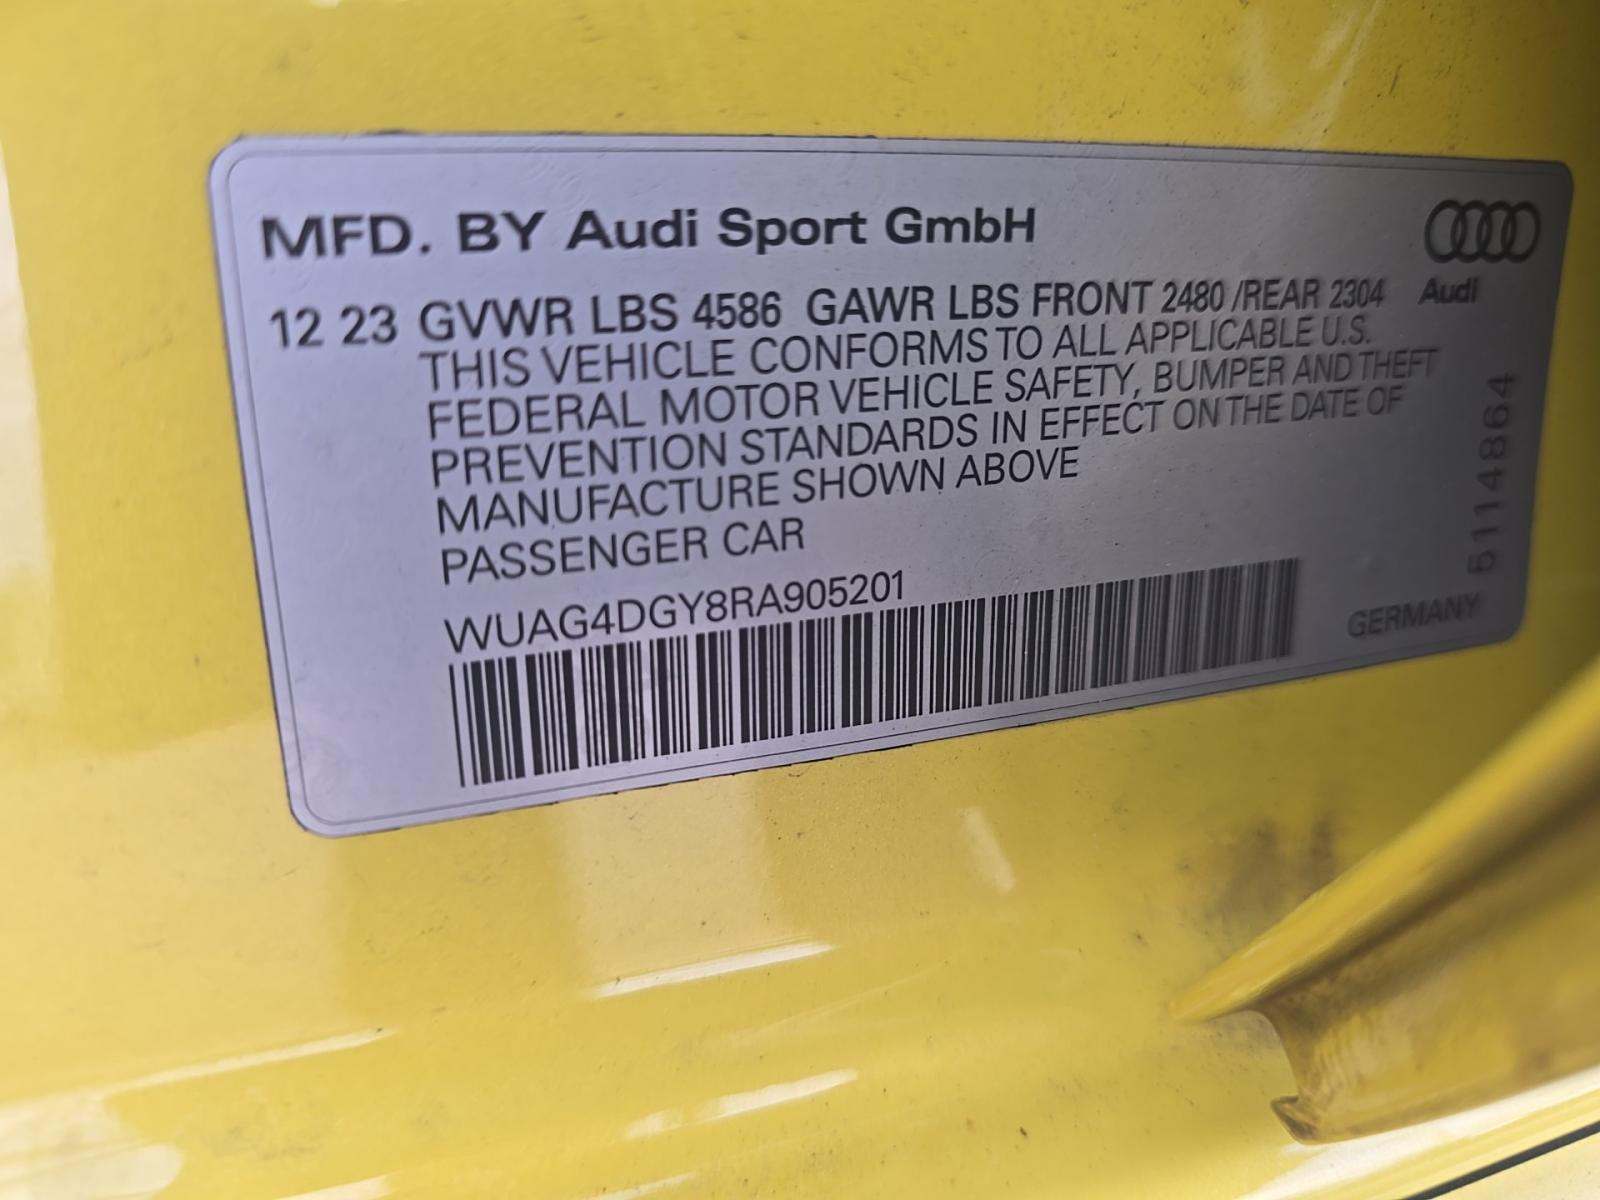 MFD. BY Audi Sport GmbH
Audi
12 23 GVWR LBS 4586 GAWR LBS FRONT 2480 /REAR 2304
THIS VEHICLE CONFORMS TO ALL APPLICABLE U.S.
FEDERAL MOTOR VEHICLE SAFETY, BUMPER AND THEFT
PREVENTION STANDARDS IN EFFECT ON THE DATE OF
MANUFACTURE SHOWN ABOVE
PASSENGER CAR
WUAG4DGY8RA905201
5114864
GERMANY